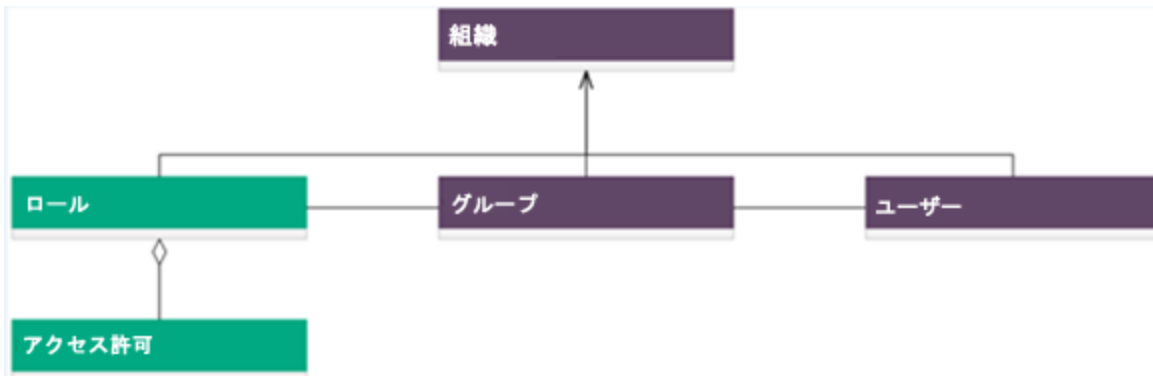 組織
ロール
グループ
ユーザー
アクセス許可